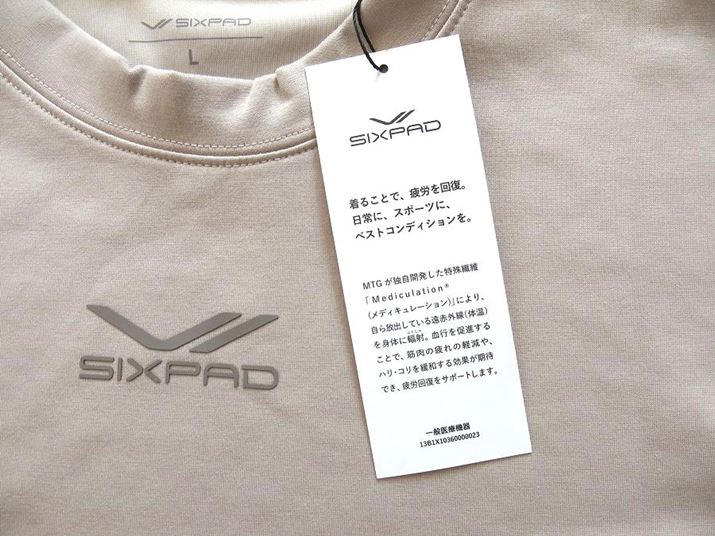 SIXPAD
L
SIXPAD
着ることで、疲労を回復。
日常に、スポーツに、
ベストコンディションを。
MTGが独自開発した特殊繊維
「Mediculation®
(メディキュレーション)」により、
自ら放出している遠赤外線(体温)
を身体に輻射。血行を促進する
ことで、筋肉の疲れの軽減や、
ハリ・コリを緩和する効果が期待
でき、疲労回復をサポートします。
一般医療機器
13B1X10360000023
SIXPAD